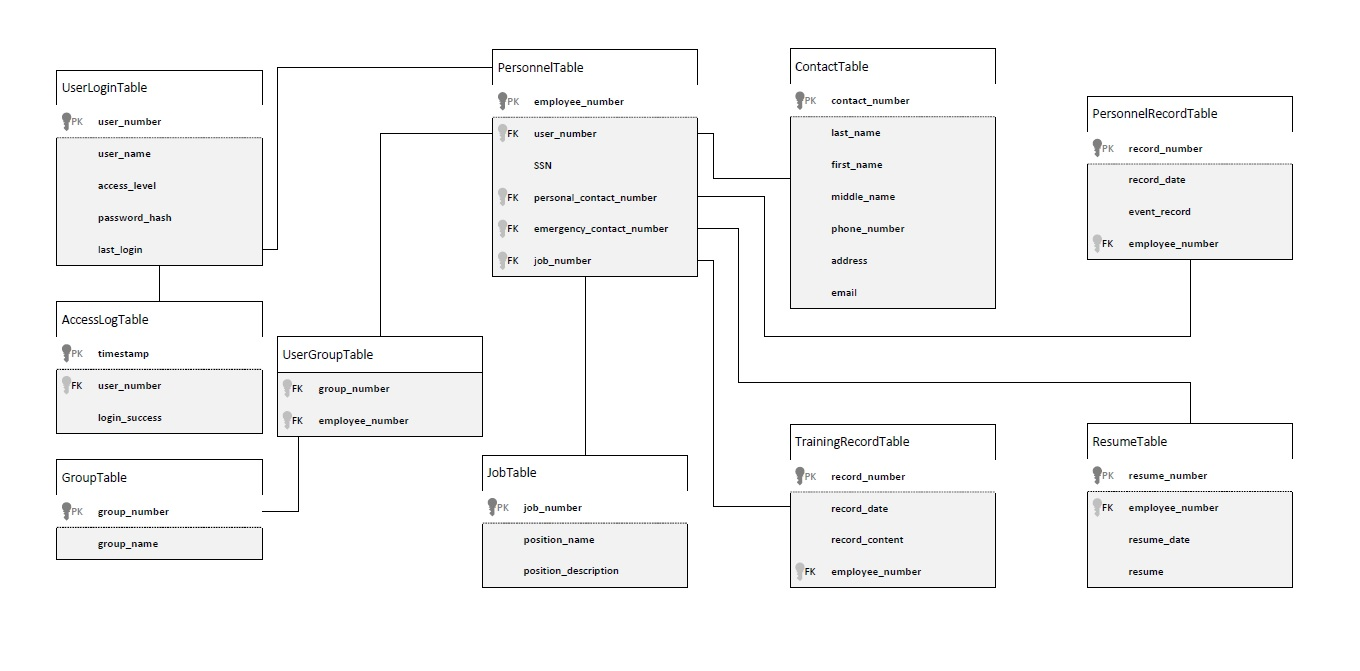 UserLoginTable
PK user_number
user_name
access_level
password_hash
last_login
AccessLogTable
PK timestamp
FK user_number
login_success
GroupTable
PK group_number
group_name
UserGroupTable
FK group_number
FK employee_number
PersonnelTable
PK employee_number
FK user_number
SSN
FK personal_contact_number
FK emergency_contact_number
FK job_number
JobTable
PK job_number
position_name
position_description
ContactTable
PK contact_number
last_name
first_name
middle_name
phone_number
address
email
TrainingRecordTable
PK record_number
record_date
record_content
FK employee_number
PersonnelRecordTable
PK record_number
record_date
event_record
FK employee_number
ResumeTable
PK resume_number
FK employee_number
resume_date
resume